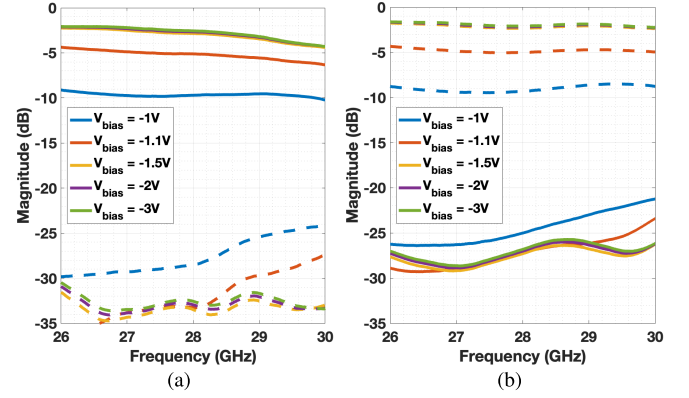 0
-5
-10
-15
-20
-25
-30
-35
Magnitude (dB)
V_bias = -1V
V_bias = -1.1V
V_bias = -1.5V
V_bias = -2V
V_bias = -3V
26 27 28 29 30
Frequency (GHz)
(a)
0
-5
-10
-15
-20
-25
-30
-35
Magnitude (dB)
V_bias = -1V
V_bias = -1.1V
V_bias = -1.5V
V_bias = -2V
V_bias = -3V
26 27 28 29 30
Frequency (GHz)
(b)